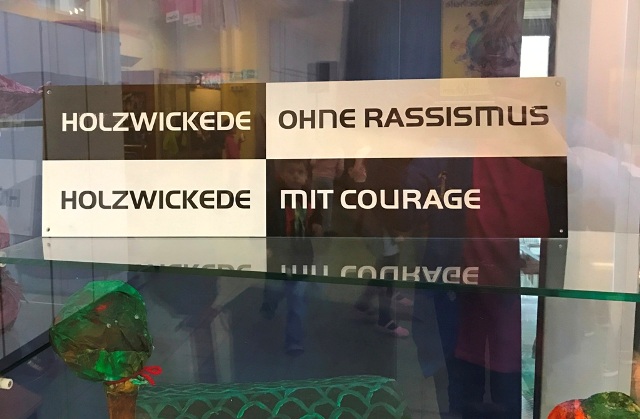 HOLZWICKEDE OHNE RASSISMUS
HOLZWICKEDE MIT COURAGE